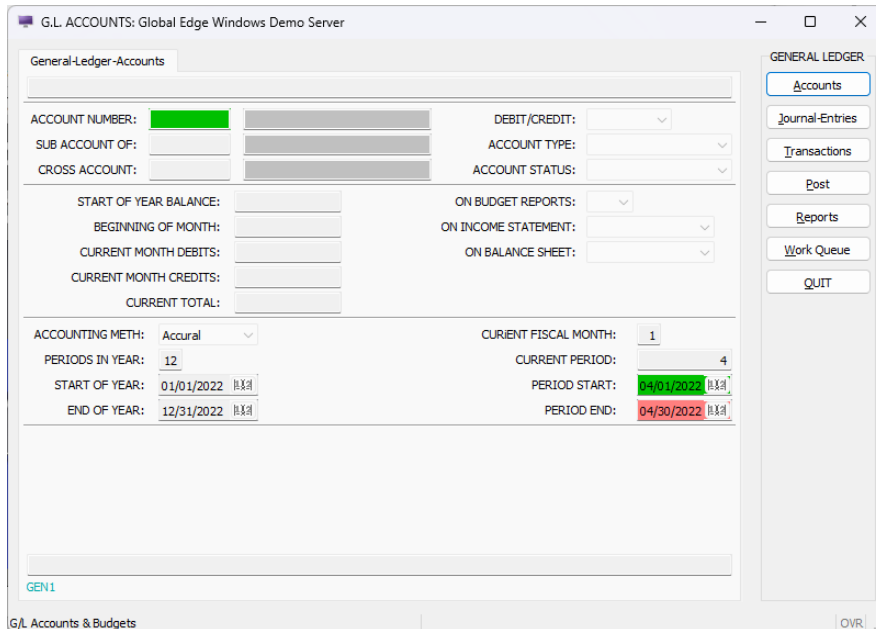 G.L. ACCOUNTS: Global Edge Windows Demo Server
General-Ledger-Accounts
GENERAL LEDGER
Accounts
Journal-Entries
Transactions
Post
Reports
Work Queue
QUIT
ACCOUNT NUMBER:
DEBIT/CREDIT:
SUB ACCOUNT OF:
ACCOUNT TYPE:
CROSS ACCOUNT:
ACCOUNT STATUS:
START OF YEAR BALANCE:
ON BUDGET REPORTS:
BEGINNING OF MONTH:
ON INCOME STATEMENT:
CURRENT MONTH DEBITS:
ON BALANCE SHEET:
CURRENT MONTH CREDITS:
CURRENT TOTAL:
ACCOUNTING METH: Accural
CURiENT FISCAL MONTH: 1
PERIODS IN YEAR: 12
CURRENT PERIOD: 4
START OF YEAR: 01/01/2022
PERIOD START: 04/01/2022
END OF YEAR: 12/31/2022
PERIOD END: 04/30/2022
GEN1
G/L Accounts & Budgets
OVR